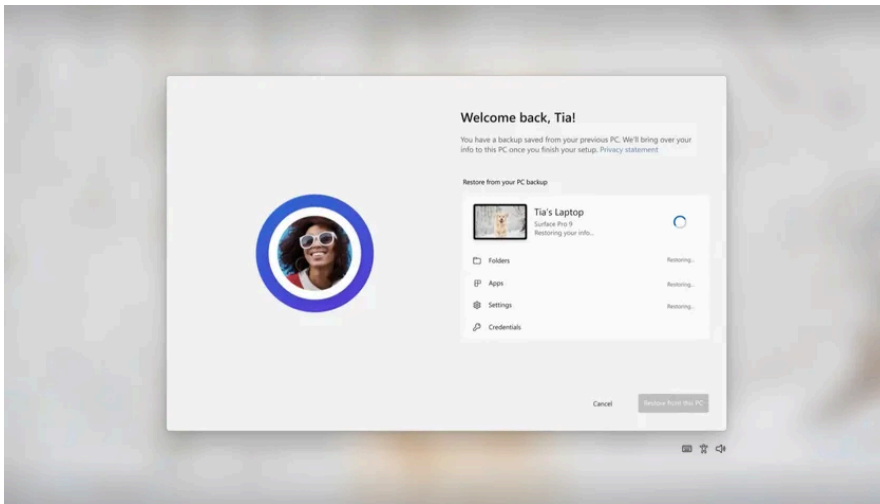 Welcome back, Tia!
You have a backup saved from your previous PC. We'll bring over your
info to this PC once you finish your setup. Privacy statement
Restore from your PC backup
Tia's Laptop
Surface Pro 9
Restoring your info...
Folders Restoring...
Apps Restoring...
Settings Restoring...
Credentials
Cancel Restore from this PC